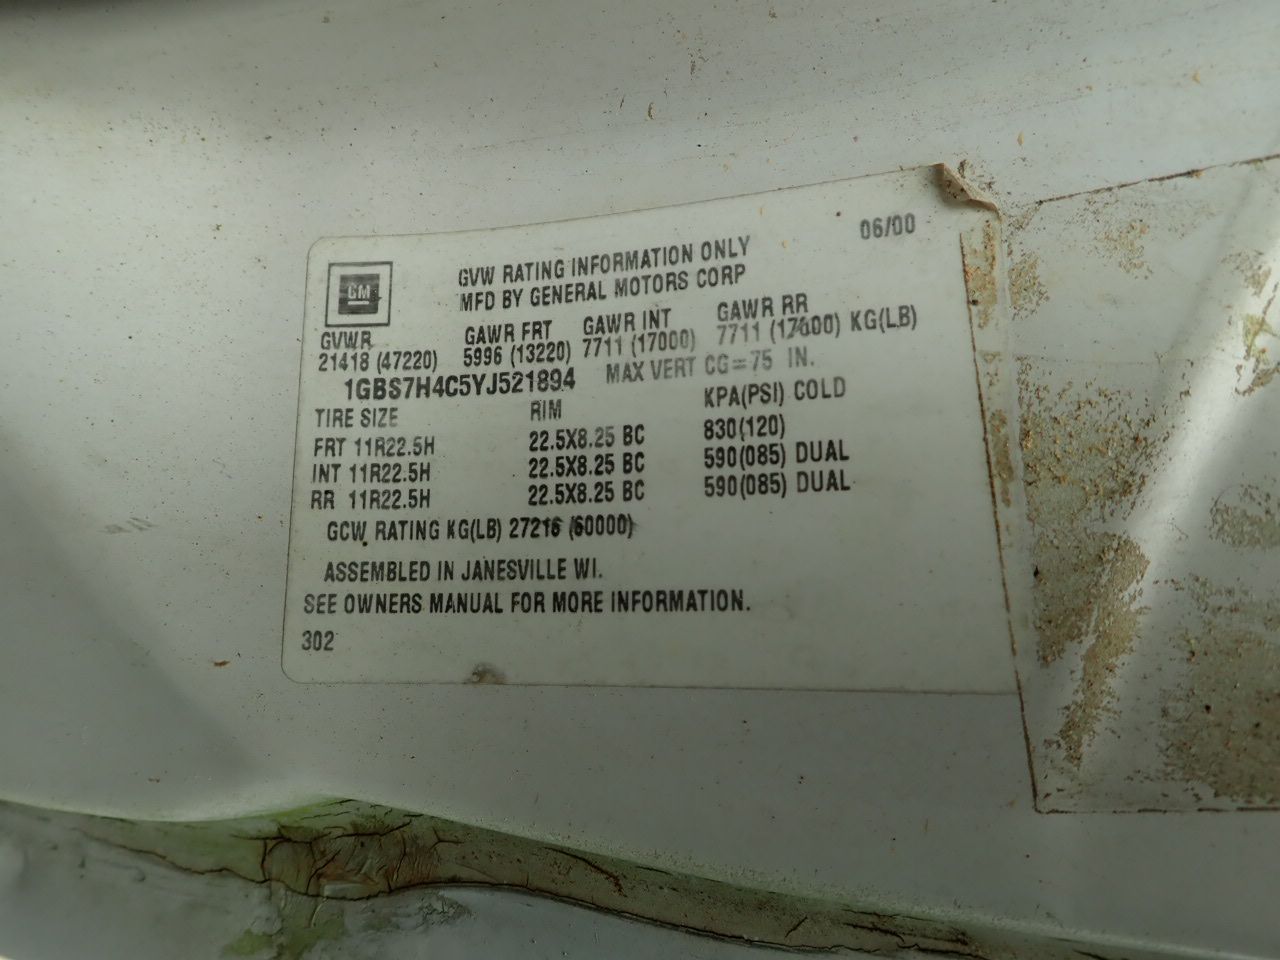 06/00
GM
GVW RATING INFORMATION ONLY
MFD BY GENERAL MOTORS CORP
GVWR GAWR FRT GAWR INT GAWR RR
21418 (47220) 5996 (13220) 7711 (17000) 7711 (17000) KG(LB)
1GBS7H4C5YJ521894 MAX VERT CG=75 IN.
TIRE SIZE RIM KPA(PSI) COLD
FRT 11R22.5H 22.5X8.25 BC 830(120)
INT 11R22.5H 22.5X8.25 BC 590(085) DUAL
RR 11R22.5H 22.5X8.25 BC 590(085) DUAL
GCW RATING KG(LB) 27216 (60000)
ASSEMBLED IN JANESVILLE WI.
SEE OWNERS MANUAL FOR MORE INFORMATION.
302